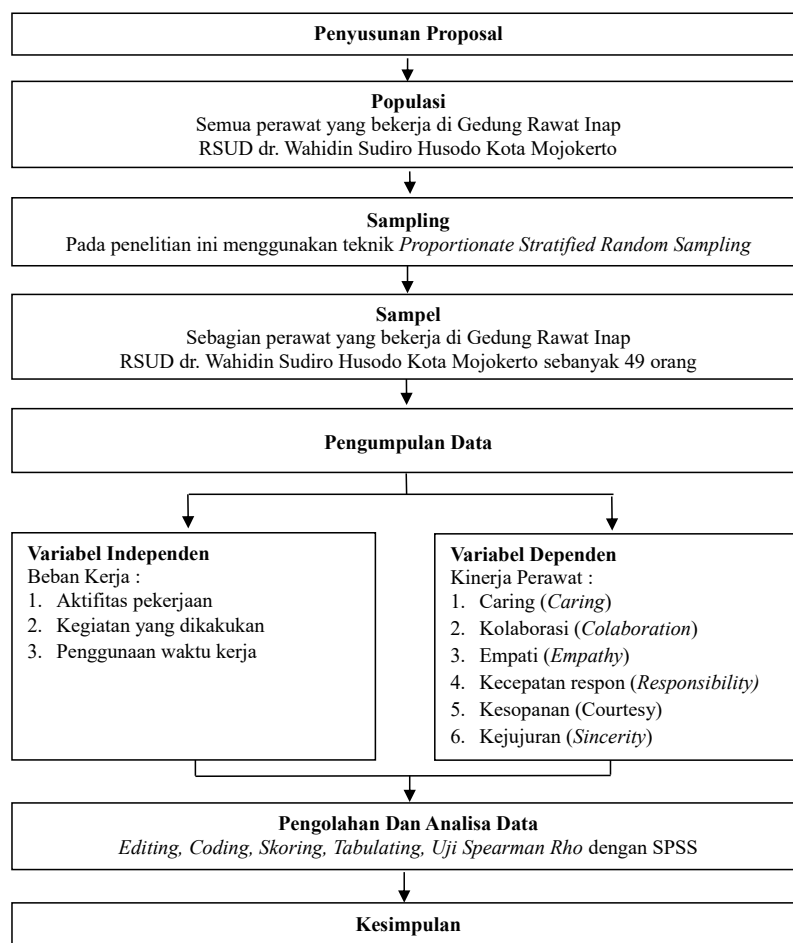 Penyusunan Proposal
Populasi
Semua perawat yang bekerja di Gedung Rawat Inap
RSUD dr. Wahidin Sudiro Husodo Kota Mojokerto
Sampling
Pada penelitian ini menggunakan teknik Proportionate Stratified Random Sampling
Sampel
Sebagian perawat yang bekerja di Gedung Rawat Inap
RSUD dr. Wahidin Sudiro Husodo Kota Mojokerto sebanyak 49 orang
Pengumpulan Data
Variabel Independen
Beban Kerja :
1. Aktifitas pekerjaan
2. Kegiatan yang dikakukan
3. Penggunaan waktu kerja
Variabel Dependen
Kinerja Perawat :
1. Caring (Caring)
2. Kolaborasi (Colaboration)
3. Empati (Empathy)
4. Kecepatan respon (Responsibility)
5. Kesopanan (Courtesy)
6. Kejujuran (Sincerity)
Pengolahan Dan Analisa Data
Editing, Coding, Skoring, Tabulating, Uji Spearman Rho dengan SPSS
Kesimpulan